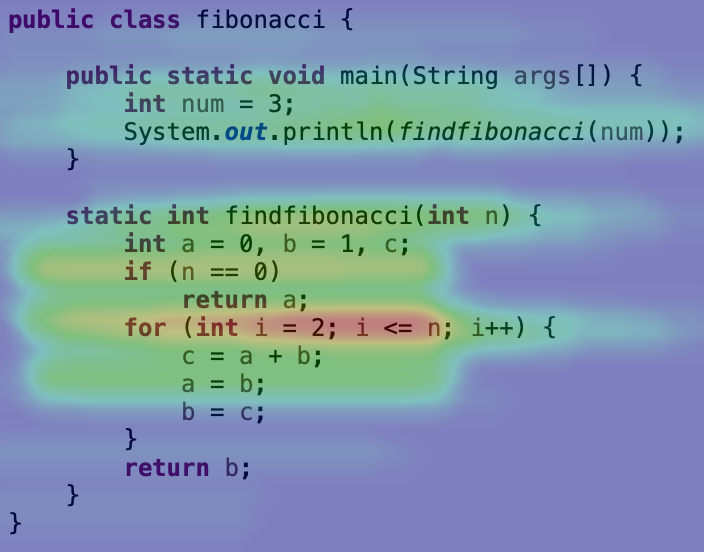 public class fibonacci {
    public static void main(String args[]) {
        int num = 3;
        System.out.println(findfibonacci(num));
    }
    static int findfibonacci(int n) {
        int a = 0, b = 1, c;
        if (n == 0)
            return a;
        for (int i = 2; i <= n; i++) {
            c = a + b;
            a = b;
            b = c;
        }
        return b;
    }
}